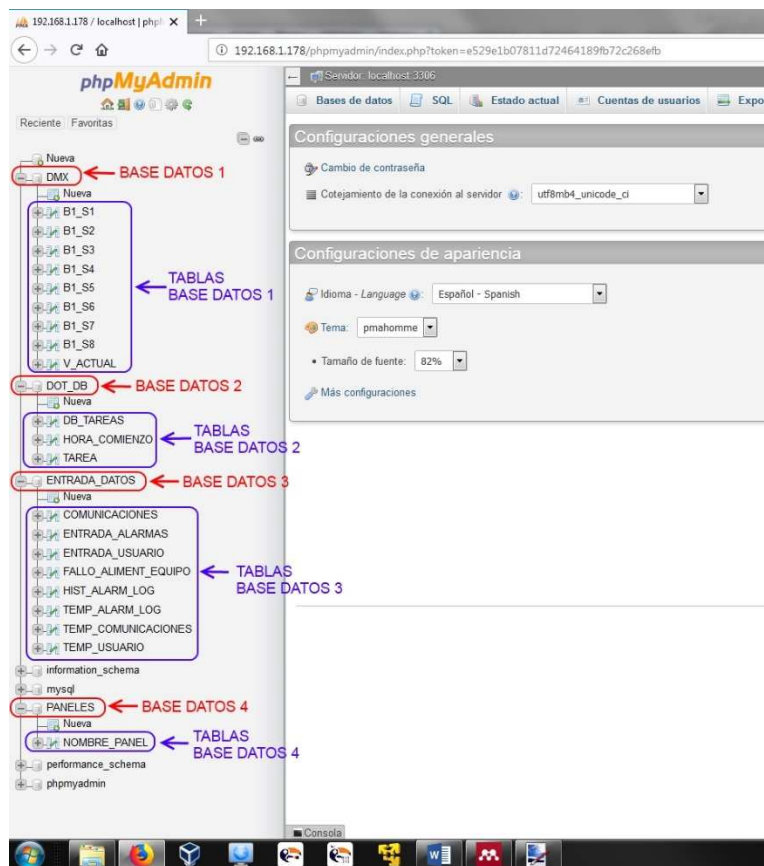 192.168.1.178 / localhost | php
192.168.1.178/phpmyadmin/index.php?token=e529e1b07811d72464189fb72c268efb
phpMyAdmin
Reciente Favoritas
Nueva
DMX
BASE DATOS 1
Nueva
B1_S1
B1_S2
B1_S3
B1_S4
B1_S5
B1_S6
B1_S7
B1_S8
V_ACTUAL
TABLAS
BASE DATOS 1
DOT_DB
BASE DATOS 2
Nueva
DB_TAREAS
HORA_COMIENZO
TAREA
TABLAS
BASE DATOS 2
ENTRADA_DATOS
BASE DATOS 3
Nueva
COMUNICACIONES
ENTRADA_ALARMAS
ENTRADA_USUARIO
FALLO_ALIMENT_EQUIPO
HIST_ALARM_LOG
TEMP_ALARM_LOG
TEMP_COMUNICACIONES
TEMP_USUARIO
TABLAS
BASE DATOS 3
information_schema
mysql
PANELES
BASE DATOS 4
Nueva
NOMBRE_PANEL
TABLAS
BASE DATOS 4
performance_schema
phpmyadmin
Servidor: localhost:3306
Bases de datos SQL Estado actual Cuentas de usuarios Expo
Configuraciones generales
Cambio de contraseña
Cotejamiento de la conexión al servidor : utf8mb4_unicode_ci
Configuraciones de apariencia
Idioma - Language : Español - Spanish
Tema: pmahomme
Tamaño de fuente: 82%
Más configuraciones
Consola